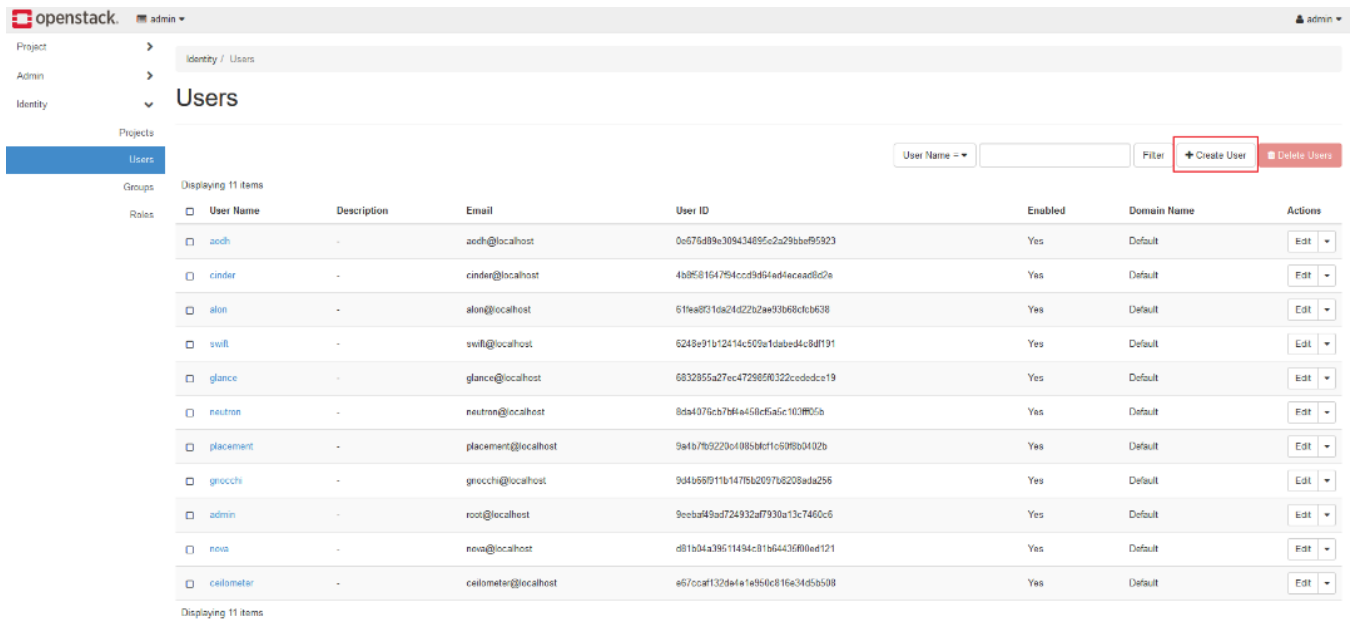 openstack. admin
admin
Project
Admin
Identity
Projects
Users
Groups
Roles
Identity / Users
Users
User Name = Filter + Create User Delete Users
Displaying 11 items
User Name Description Email User ID Enabled Domain Name Actions
aodh - aodh@localhost 0e676d89e309434895c2a29bbef95923 Yes Default Edit
cinder - cinder@localhost 4b8f581647f94ccd9d64ed4ecead8d2e Yes Default Edit
alon - alon@localhost 61fea8f31da24d22b2ae93b68cfcb638 Yes Default Edit
swift - swift@localhost 6248e91b12414c509a1dabed4c8df191 Yes Default Edit
glance - glance@localhost 6832855a27ec472985f0322cededce19 Yes Default Edit
neutron - neutron@localhost 8da4076cb7bf4e458cf5a5c103fff05b Yes Default Edit
placement - placement@localhost 9a4b7fb9220c4085bfcf1c60f8b0402b Yes Default Edit
gnocchi - gnocchi@localhost 9d4b66f911b147f5b2097b8208ada256 Yes Default Edit
admin - root@localhost 9eebaf49ad724932af7930a13c7460c6 Yes Default Edit
nova - nova@localhost d81b04a39511494c81b64435f00ed121 Yes Default Edit
ceilometer - ceilometer@localhost e67ccaf132de4e1e950c816e34d5b508 Yes Default Edit
Displaying 11 items